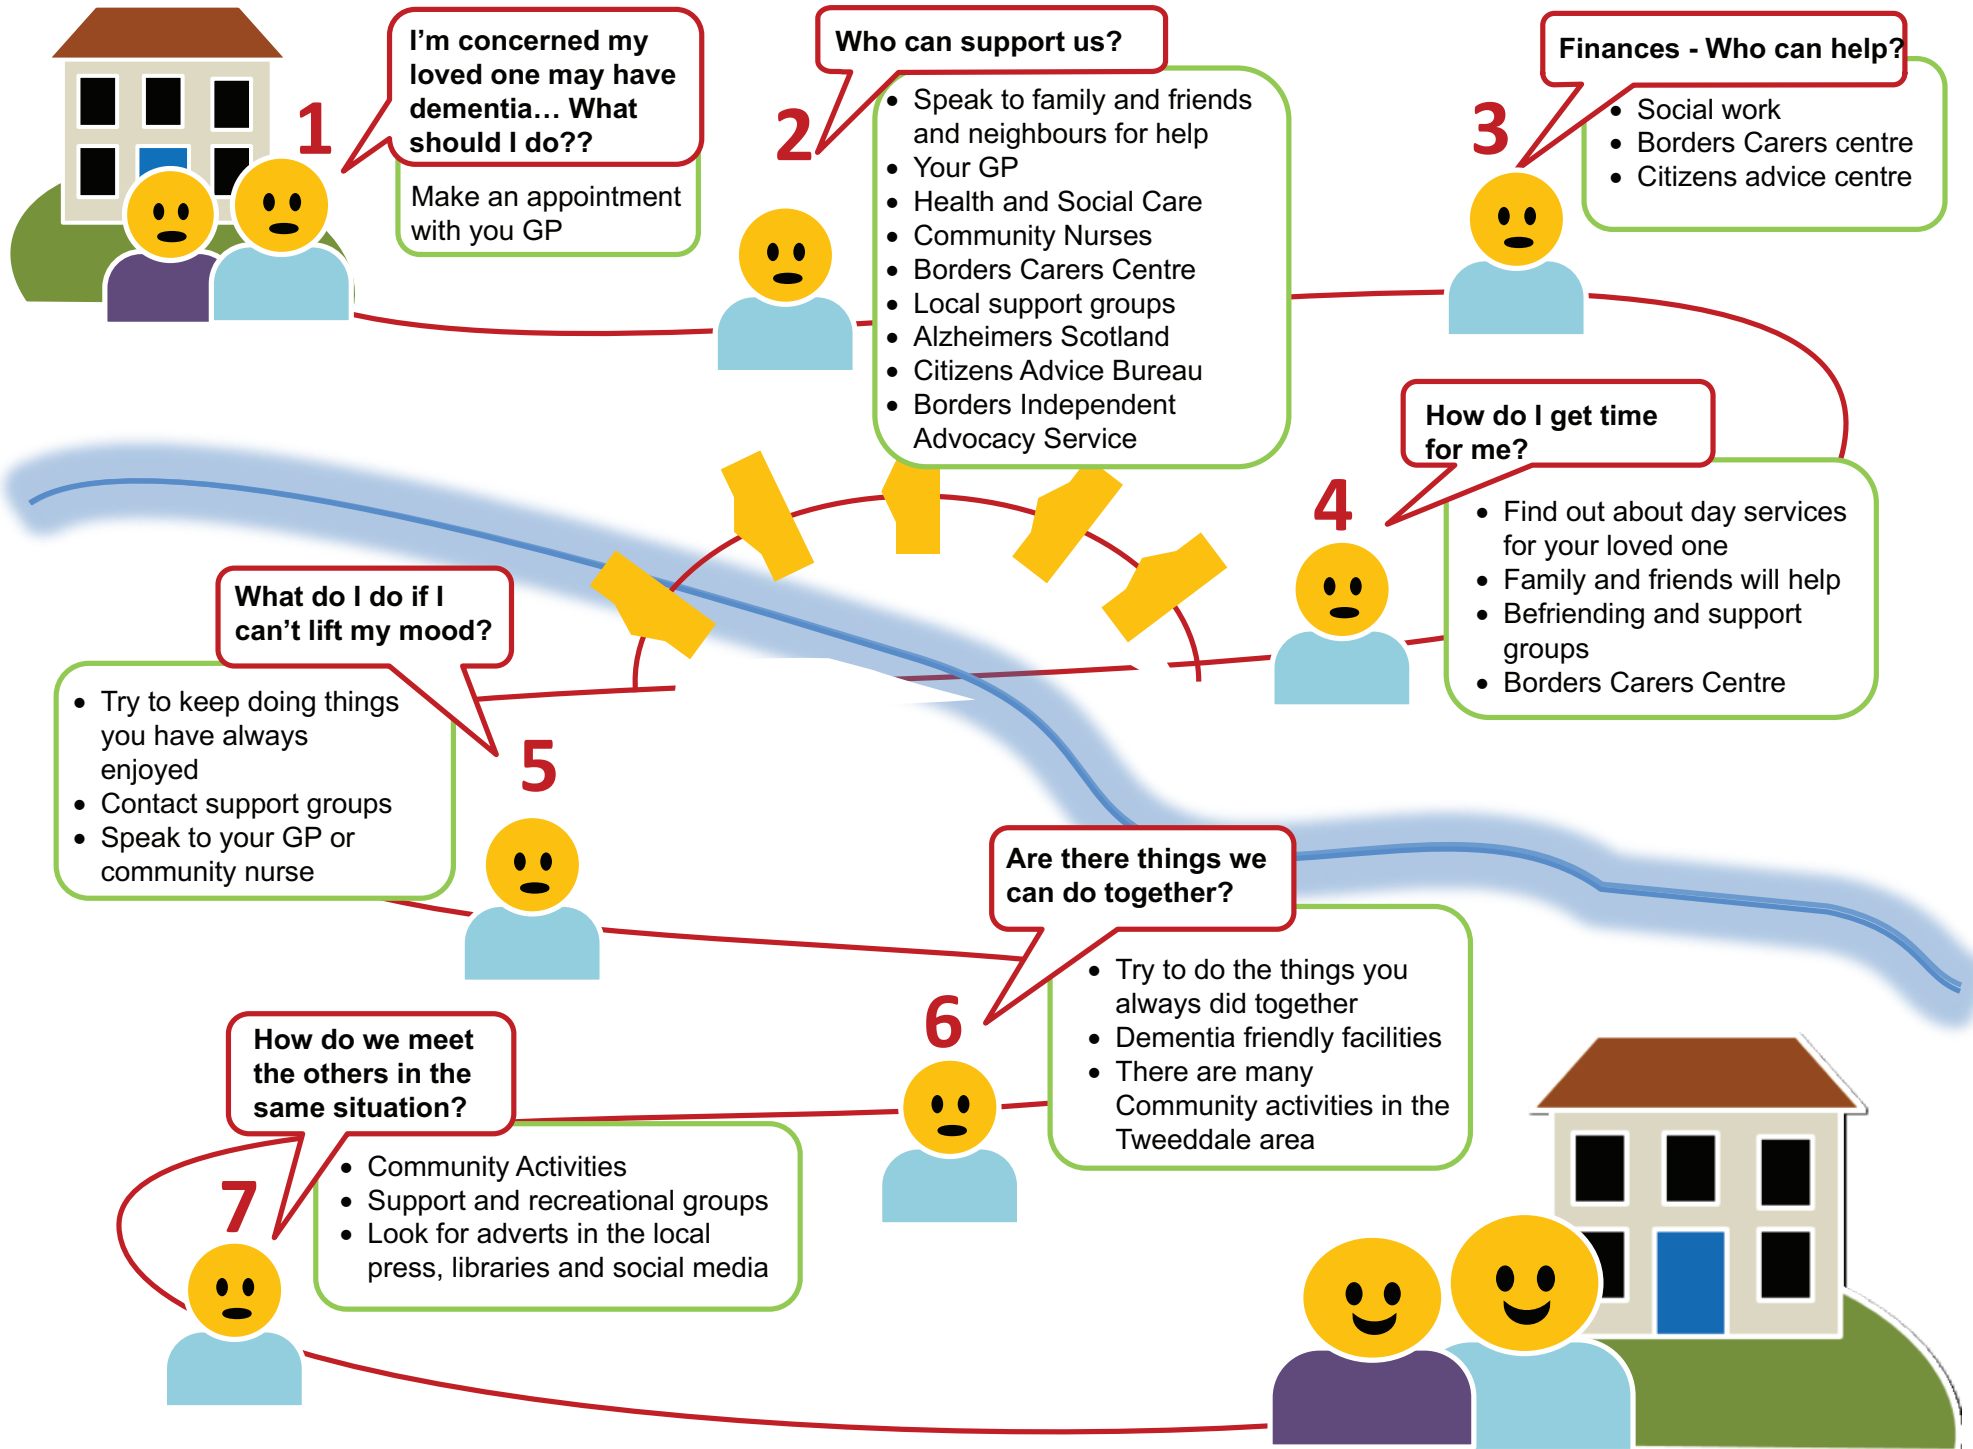 1
I'm concerned my
loved one may have
dementia… What
should I do??
Make an appointment
with you GP
2
Who can support us?
• Speak to family and friends
and neighbours for help
• Your GP
• Health and Social Care
• Community Nurses
• Borders Carers Centre
• Local support groups
• Alzheimers Scotland
• Citizens Advice Bureau
• Borders Independent
Advocacy Service
3
Finances - Who can help?
• Social work
• Borders Carers centre
• Citizens advice centre
4
How do I get time
for me?
• Find out about day services
for your loved one
• Family and friends will help
• Befriending and support
groups
• Borders Carers Centre
5
What do I do if I
can't lift my mood?
• Try to keep doing things
you have always
enjoyed
• Contact support groups
• Speak to your GP or
community nurse
6
Are there things we
can do together?
• Try to do the things you
always did together
• Dementia friendly facilities
• There are many
Community activities in the
Tweeddale area
7
How do we meet
the others in the
same situation?
• Community Activities
• Support and recreational groups
• Look for adverts in the local
press, libraries and social media